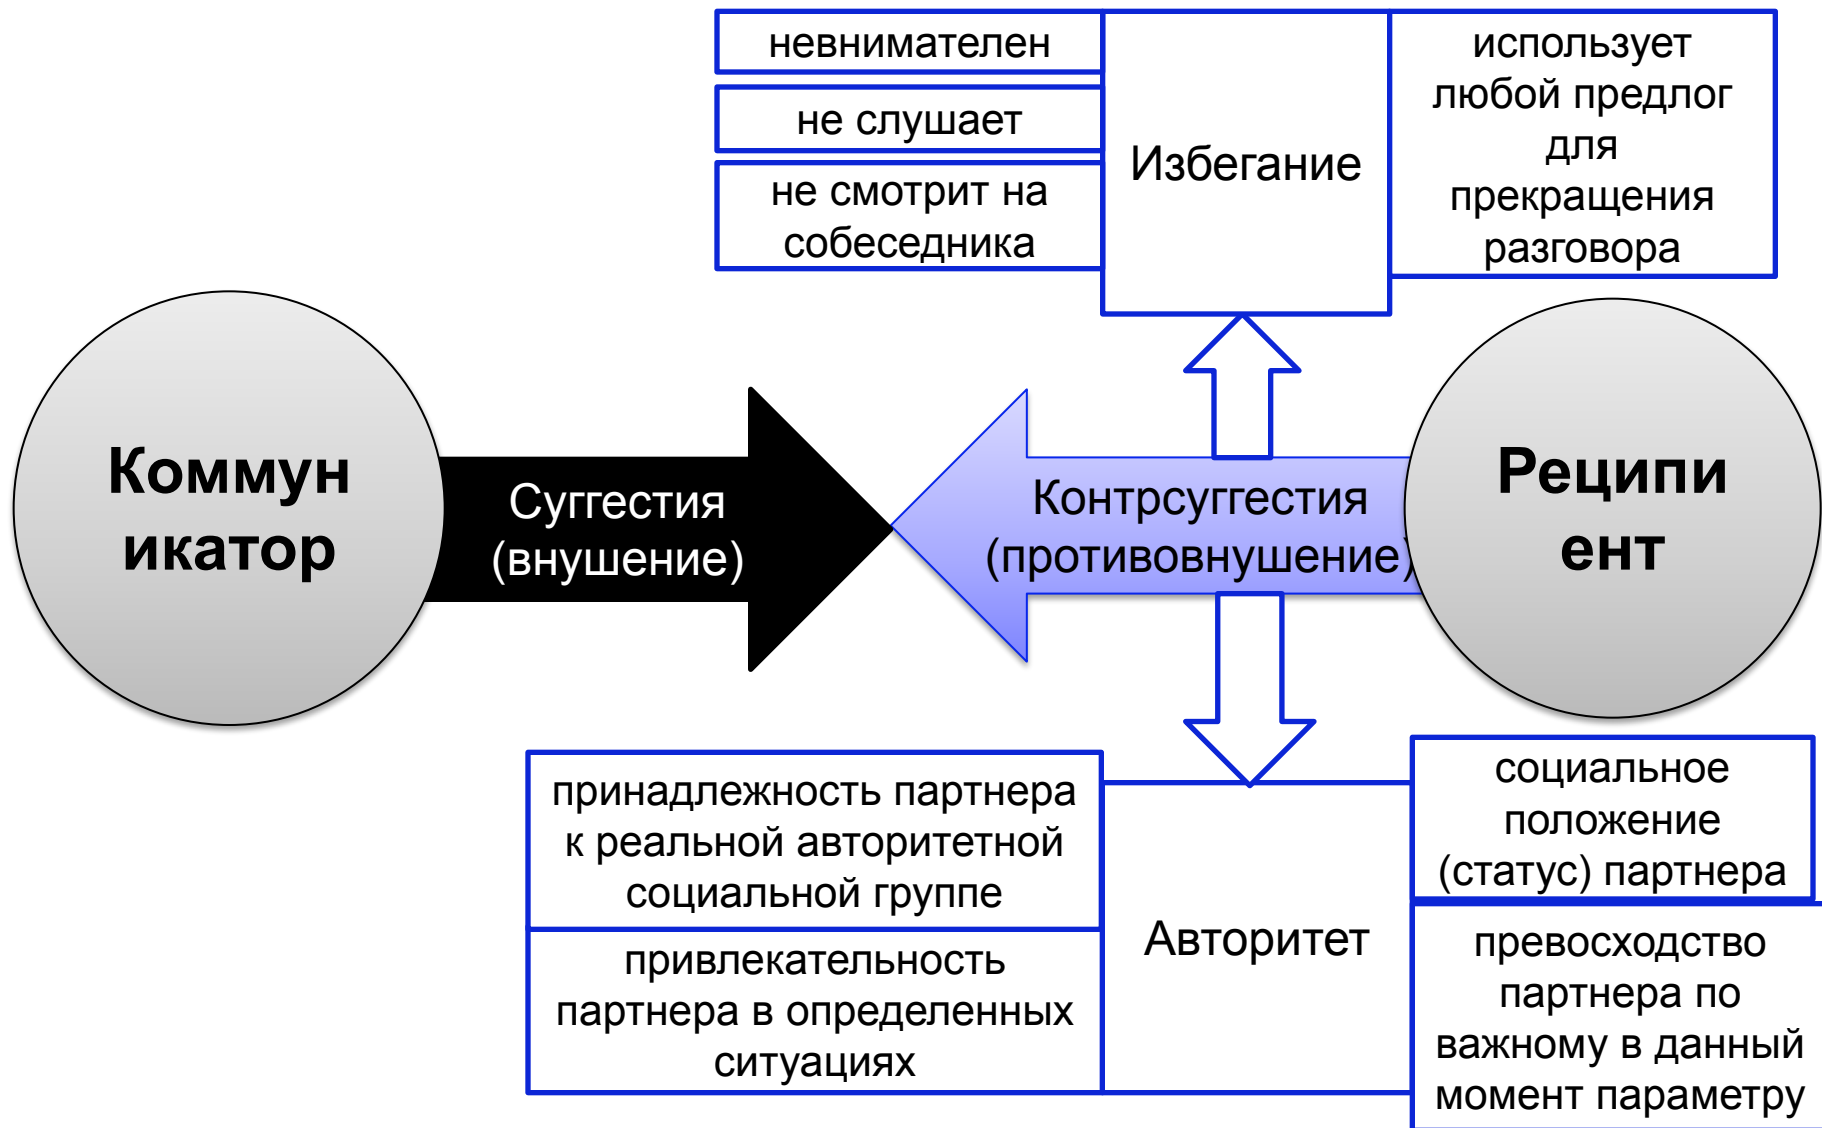 невнимателен
не слушает
не смотрит на
собеседника
Избегание
использует
любой предлог
для
прекращения
разговора
Коммун
икатор
Суггестия
(внушение)
Контрсуггестия
(противовнушение)
Реципи
ент
принадлежность партнера
к реальной авторитетной
социальной группе
привлекательность
партнера в определенных
ситуациях
Авторитет
социальное
положение
(статус) партнера
превосходство
партнера по
важному в данный
момент параметру